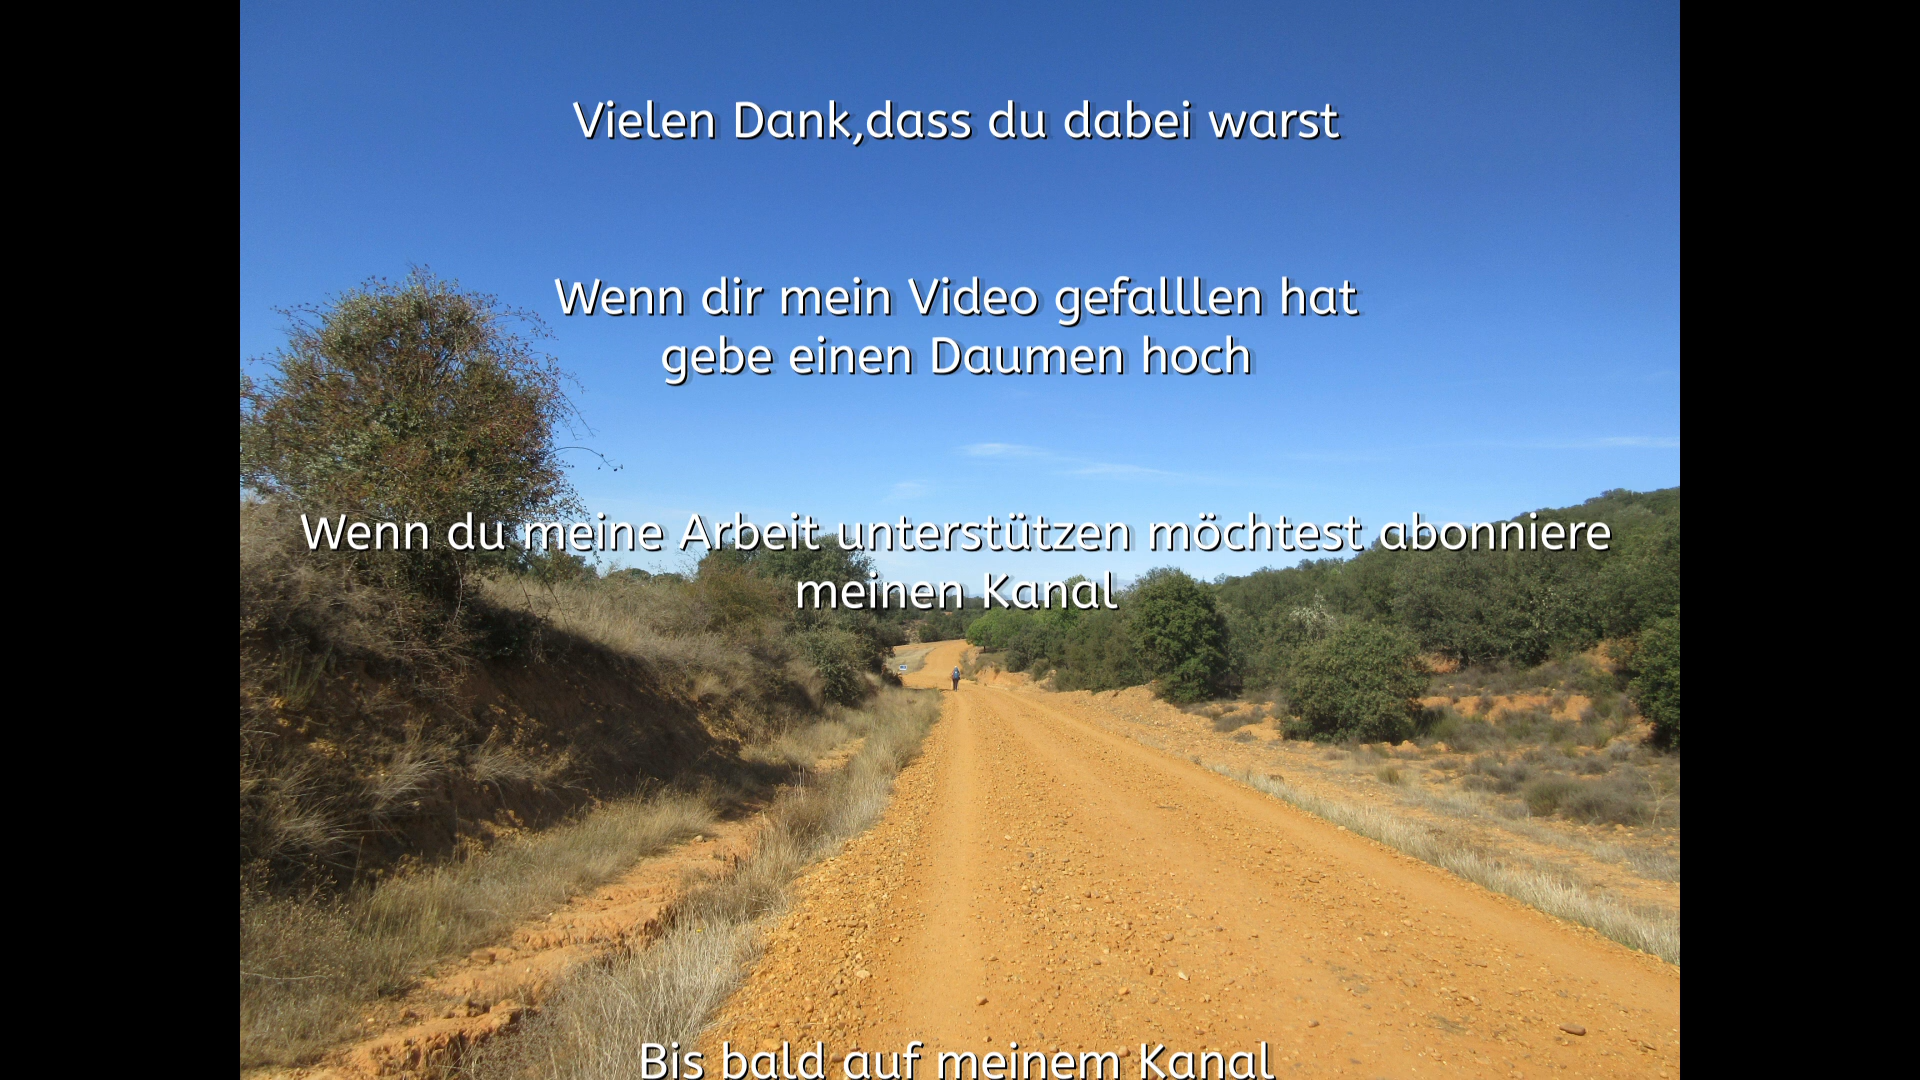 Vielen Dank,dass du dabei warst
Wenn dir mein Video gefalllen hat
gebe einen Daumen hoch
Wenn du meine Arbeit unterstützen möchtest abonniere
meinen Kanal
Bis bald auf meinem Kanal